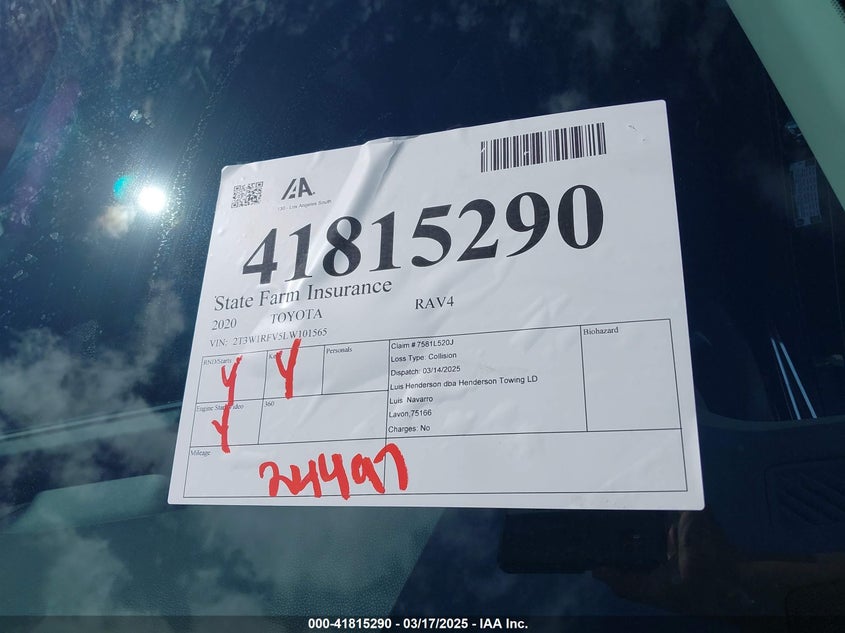 IAA.
130 - Los Angeles South
41815290
State Farm Insurance
2020 TOYOTA RAV4
VIN: 2T3W1RFV5LW101565
RND/Starts Personals Claim # 7581L520J Biohazard
Y Y
Loss Type: Collision
Dispatch: 03/14/2025
Luis Henderson dba Henderson Towing LD
Engine Start Video 360 Luis Navarro
Y
Lavon,75166
Charges: No
Mileage
24497
000-41815290 - 03/17/2025 - IAA Inc.